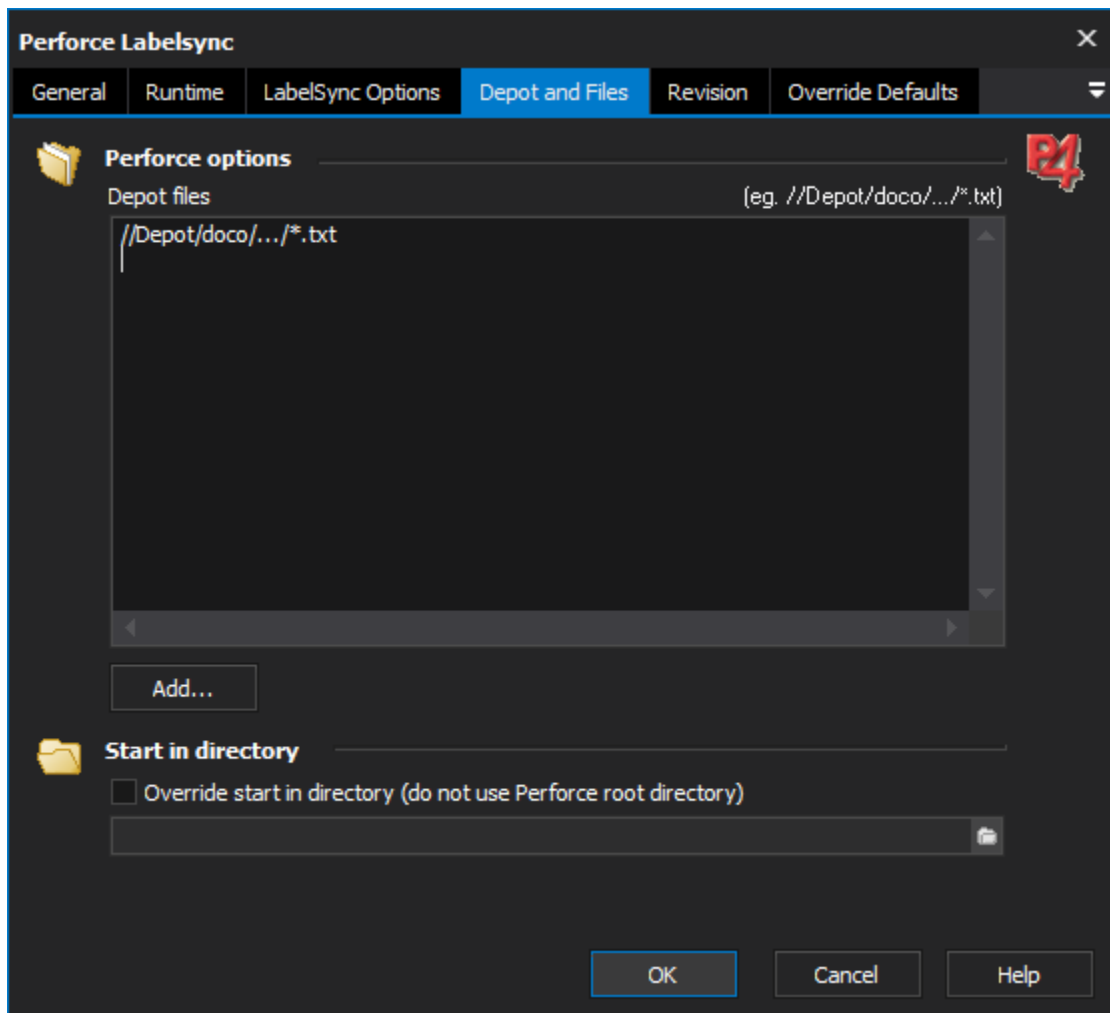 Perforce Labelsync
General Runtime LabelSync Options Depot and Files Revision Override Defaults
Perforce options
P4
Depot files (eg. //Depot/doco/.../*.txt)
//Depot/doco/.../*.txt
Add...
Start in directory
Override start in directory (do not use Perforce root directory)
OK Cancel Help